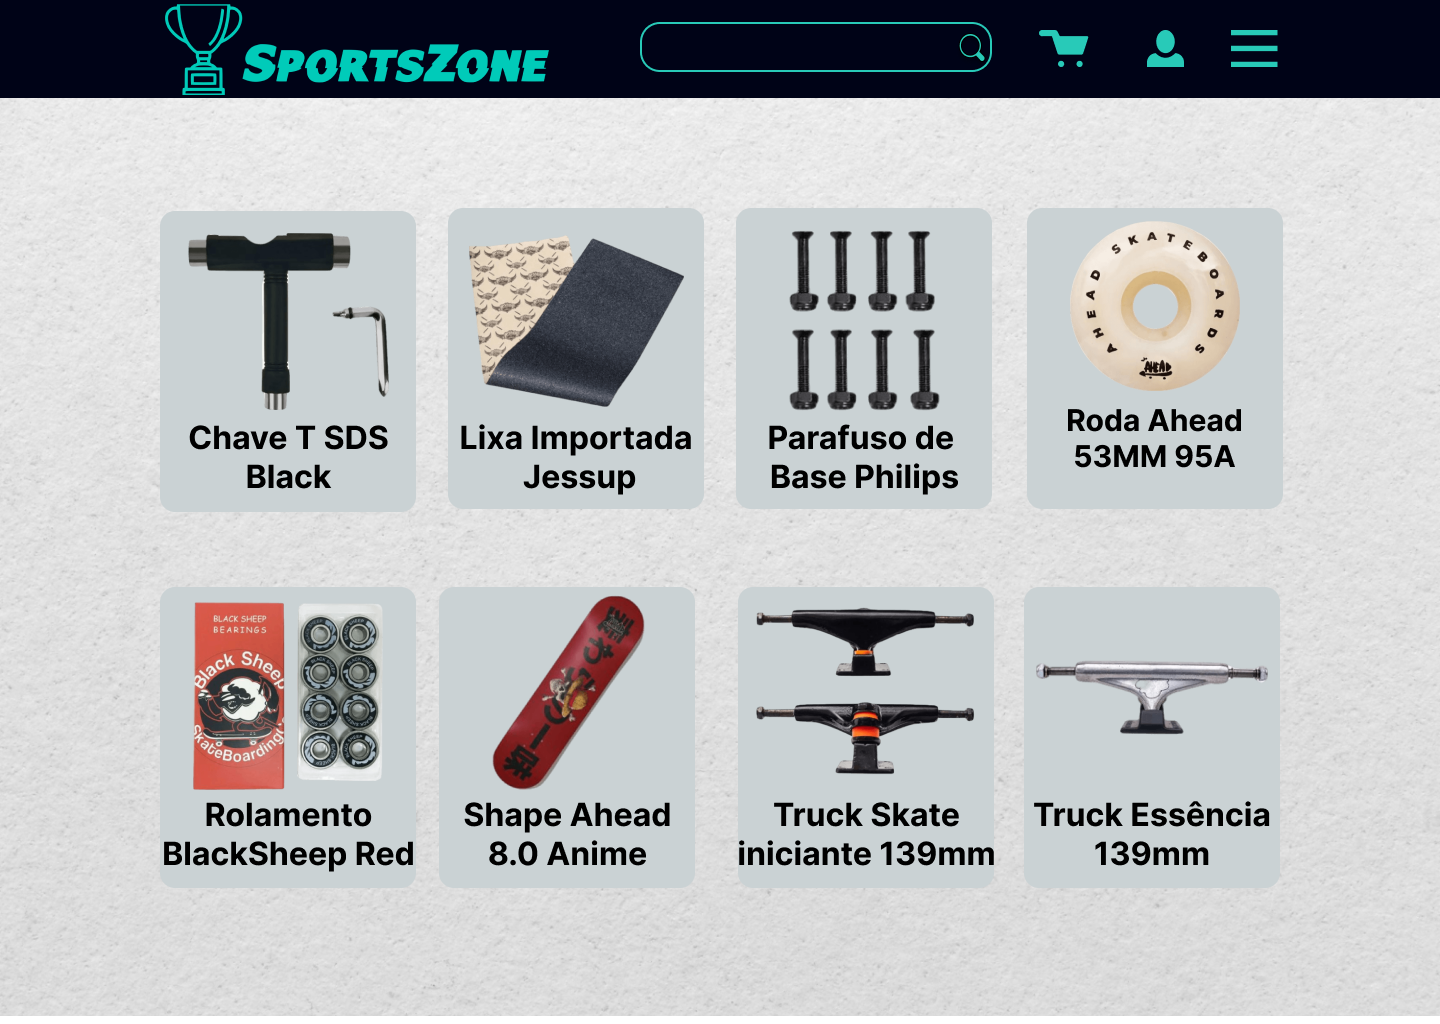 SPORTSZONE
Chave T SDS
Black
Lixa Importada
Jessup
Parafuso de
Base Philips
AHEAD SKATEBOARDS
AHEAD
Roda Ahead
53MM 95A
BLACK SHEEP
BEARINGS
Black Sheep
SkateBoarding
Rolamento
BlackSheep Red
Shape Ahead
8.0 Anime
Truck Skate
iniciante 139mm
Truck Essência
139mm